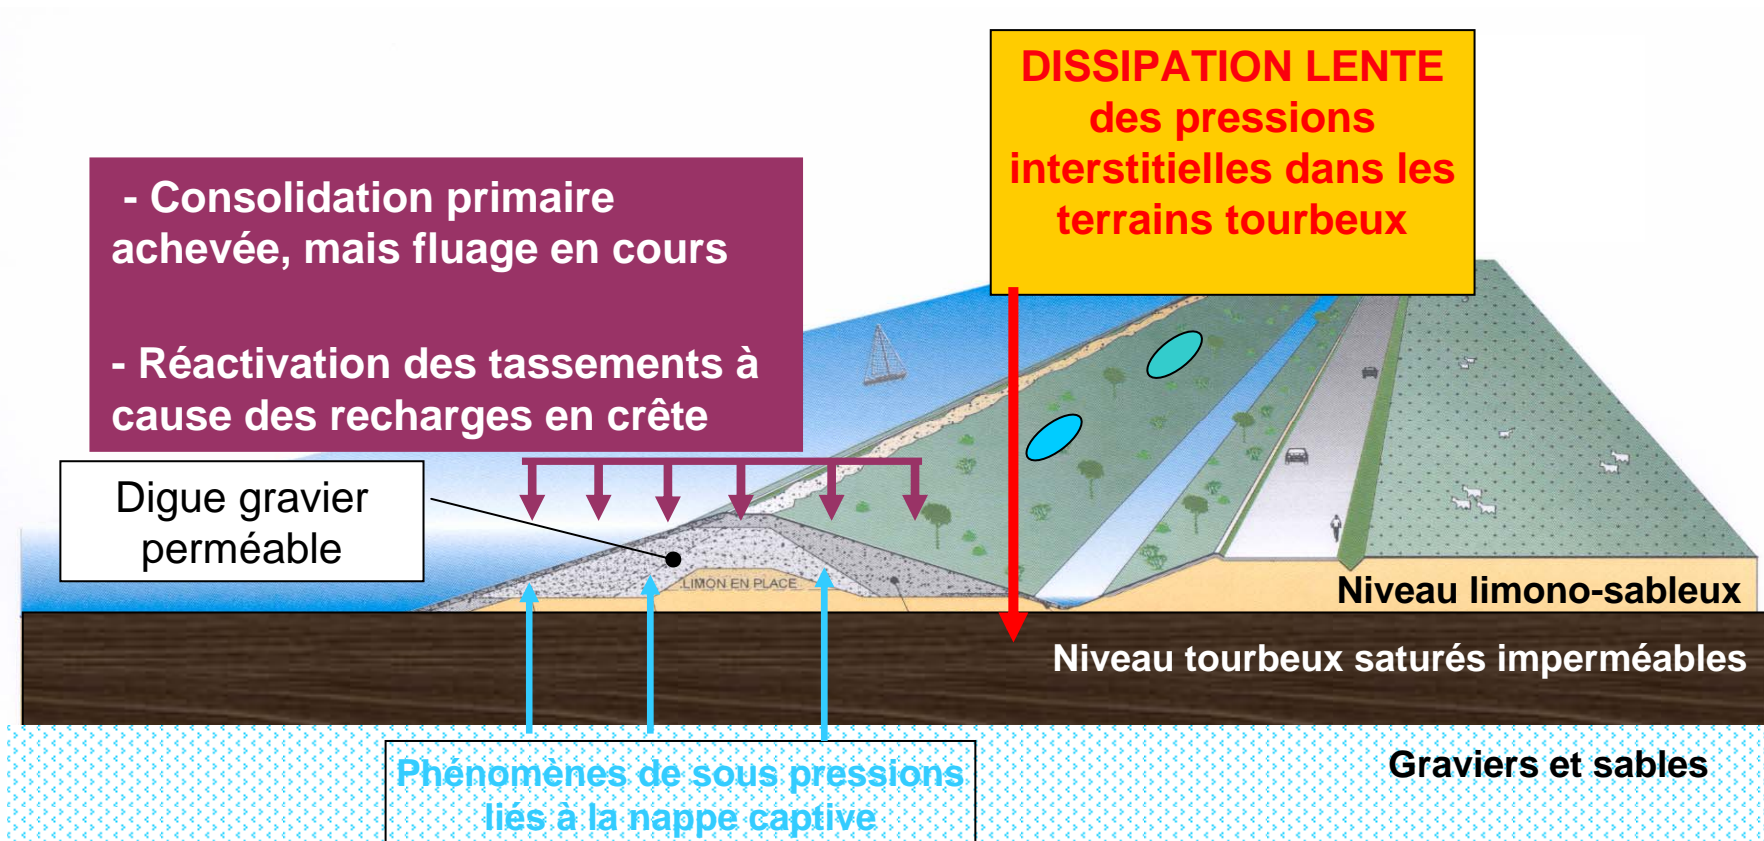 DISSIPATION LENTE
des pressions
interstitielles dans les
terrains tourbeux
- Consolidation primaire
achevée, mais fluage en cours
- Réactivation des tassements à
cause des recharges en crête
Digue gravier
perméable
LIMON EN PLACE
Niveau limono-sableux
Niveau tourbeux saturés imperméables
Graviers et sables
Phénomènes de sous pressions
liés à la nappe captive